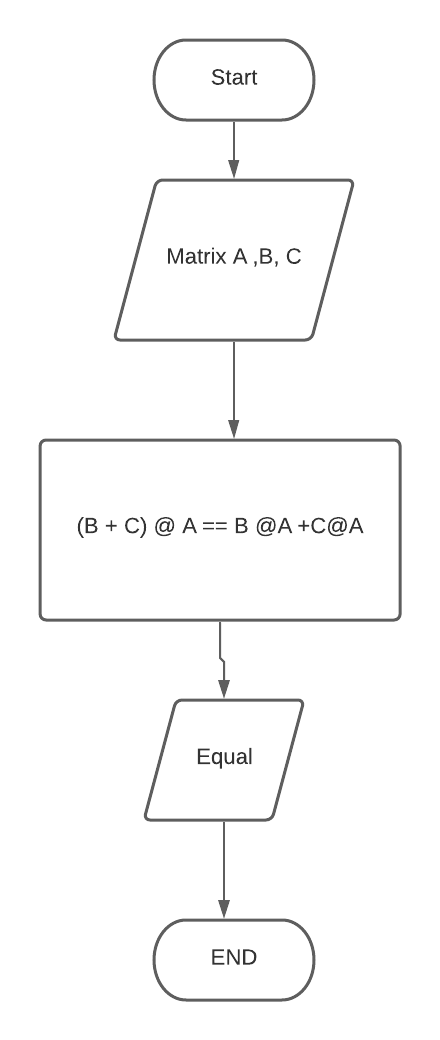 Start
Matrix A ,B, C
(B + C) @ A == B @A +C@A
Equal
END